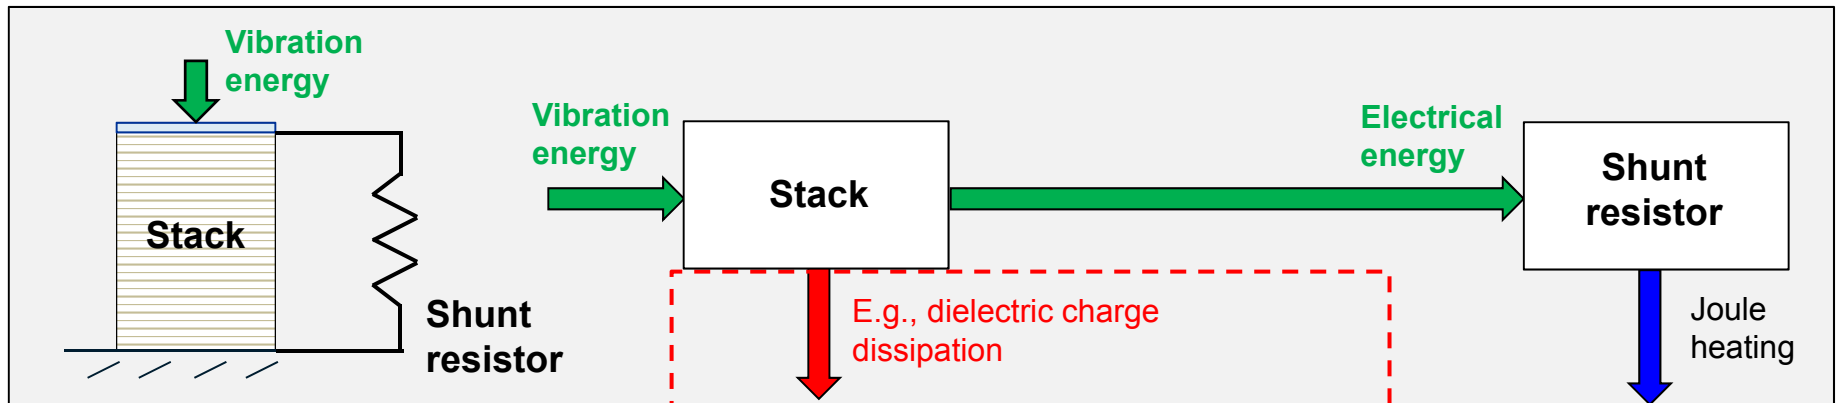 Vibration
energy
Stack
Shunt
resistor
Vibration
energy
Stack
E.g., dielectric charge
dissipation
Electrical
energy
Shunt
resistor
Joule
heating